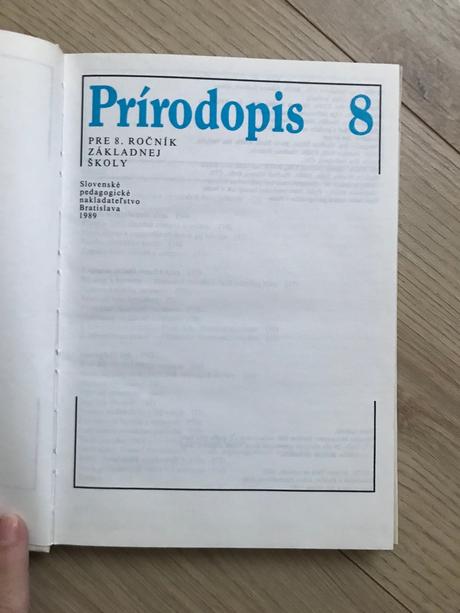 Prírodopis 8
PRE 8. ROČNÍK
ZÁKLADNEJ
ŠKOLY
Slovenské
pedagogické
nakladateľstvo
Bratislava
1989